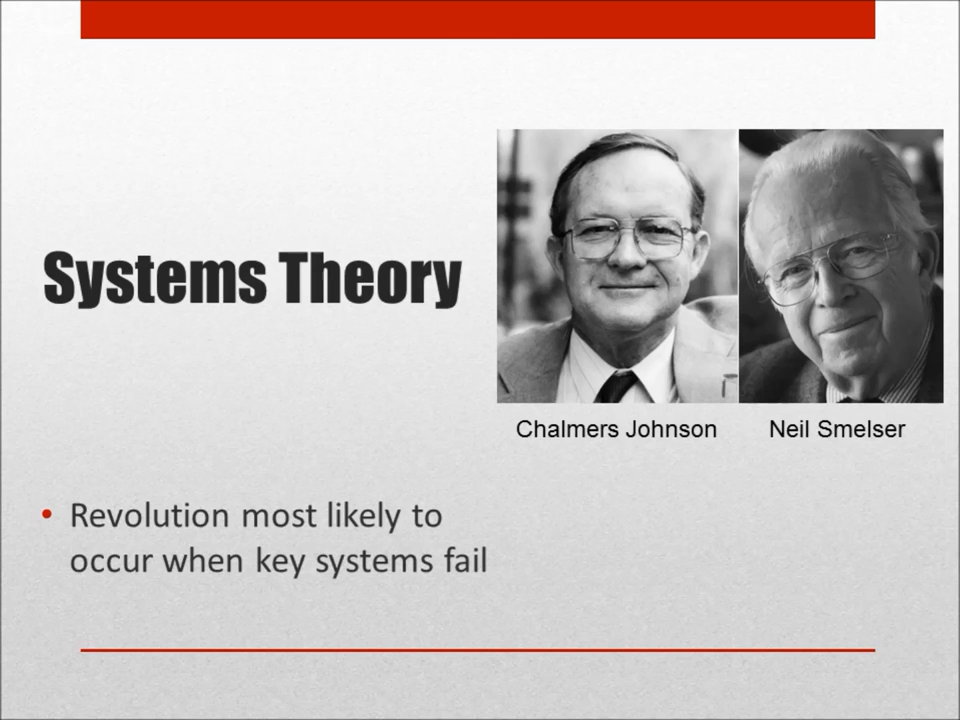 Systems Theory
Chalmers Johnson
Neil Smelser
• Revolution most likely to
occur when key systems fail